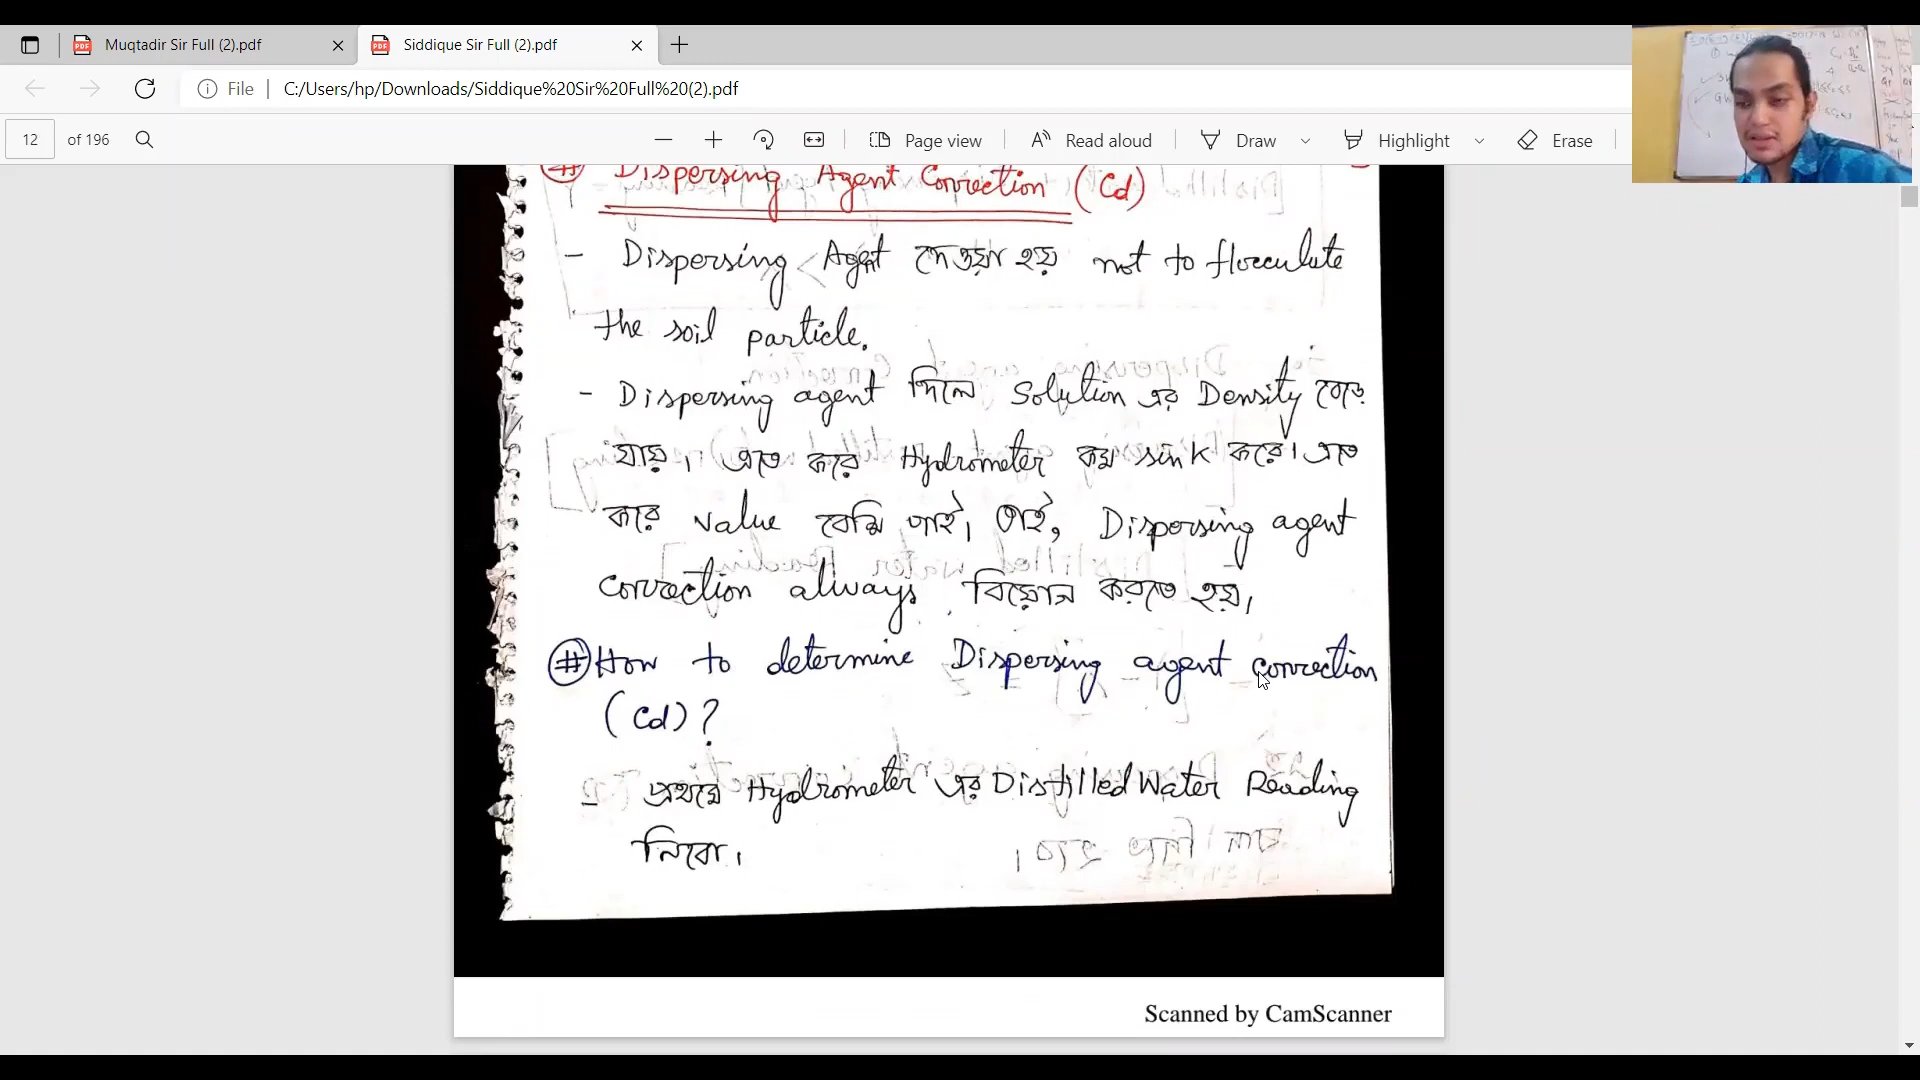 Muqtadir Sir Full (2).pdf
Siddique Sir Full (2).pdf
File
C:/Users/hp/Downloads/Siddique%20Sir%20Full%20(2).pdf
12 of 196
Page view
Read aloud
Draw
Highlight
Erase
# Dispersing Agent Correction (Cd)
- Dispersing Agent দেওয়া হয় not to flocculate
the soil particle.
- Dispersing agent দিলে Solution এর Density বেড়ে
যায়। এতে করে Hydrometer কম sink করে। এতে
করে value বেশি পাই। তাই, Dispersing agent
correction always বিয়োগ করতে হয়।
# How to determine Dispersing agent correction
(Cd)?
প্রথমে Hydrometer এর Distilled Water Reading
নিবো।
Scanned by CamScanner